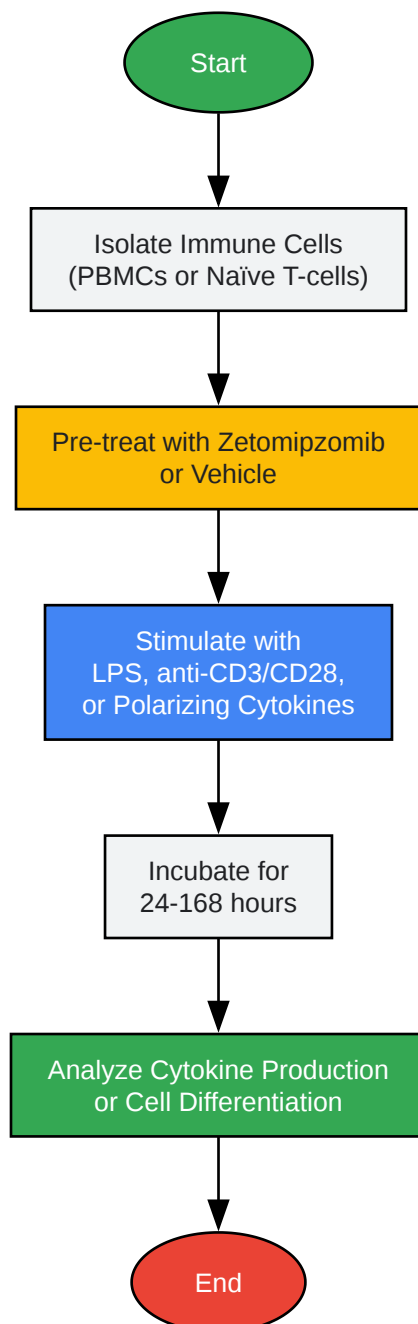 Start
Isolate Immune Cells
(PBMCs or Naïve T-cells)
Pre-treat with Zetomipzomib
or Vehicle
Stimulate with
LPS, anti-CD3/CD28,
or Polarizing Cytokines
Incubate for
24-168 hours
Analyze Cytokine Production
or Cell Differentiation
End